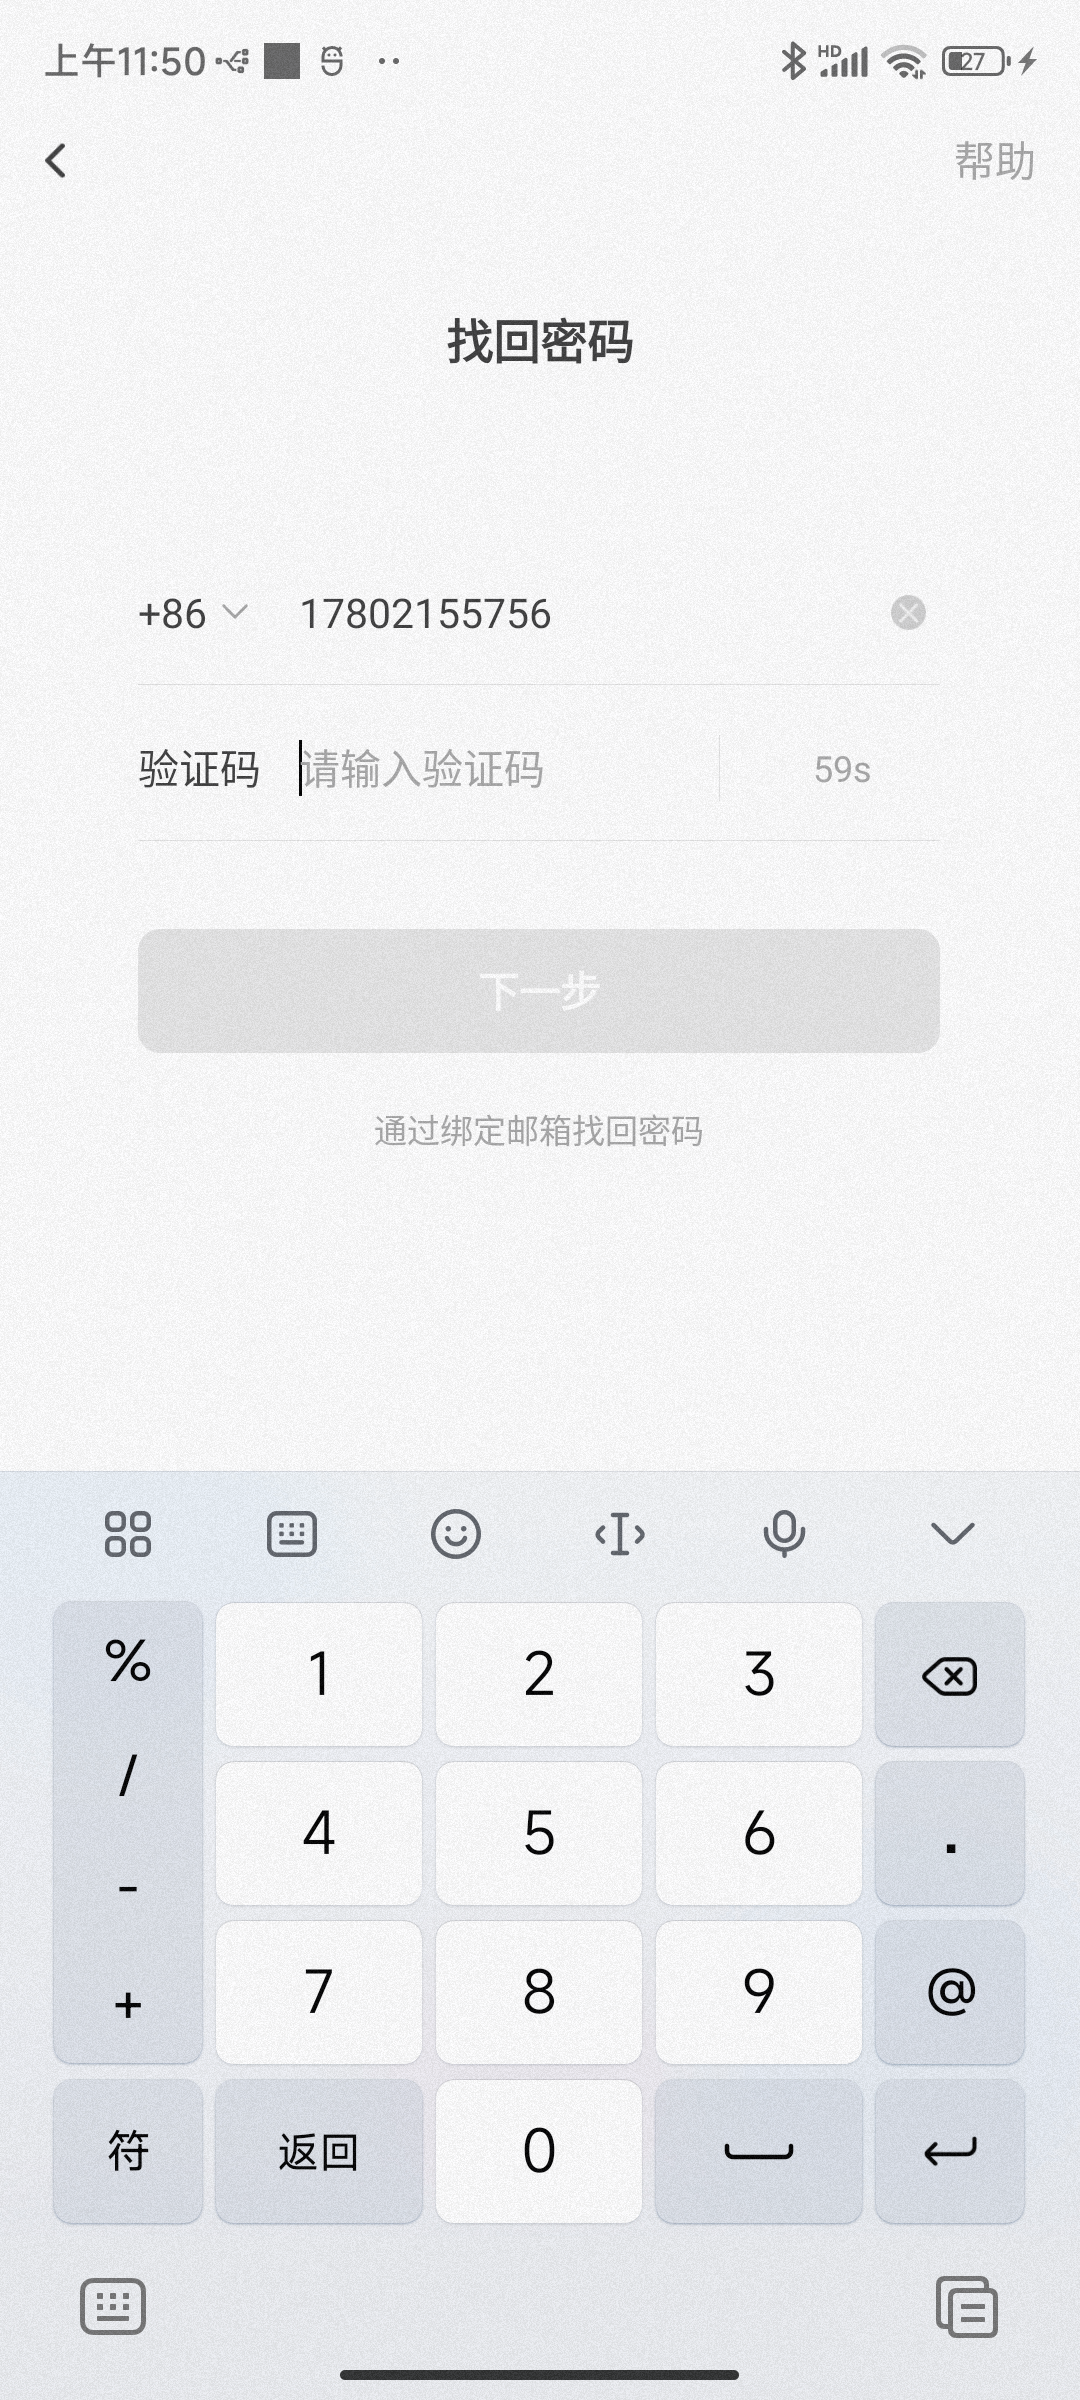 上午11:50 HD 27
帮助
找回密码
+86 17802155756
验证码 请输入验证码 59s
下一步
通过绑定邮箱找回密码
% 1 2 3
/ 4 5 6 .
- 7 8 9 @
+
符 返回 0